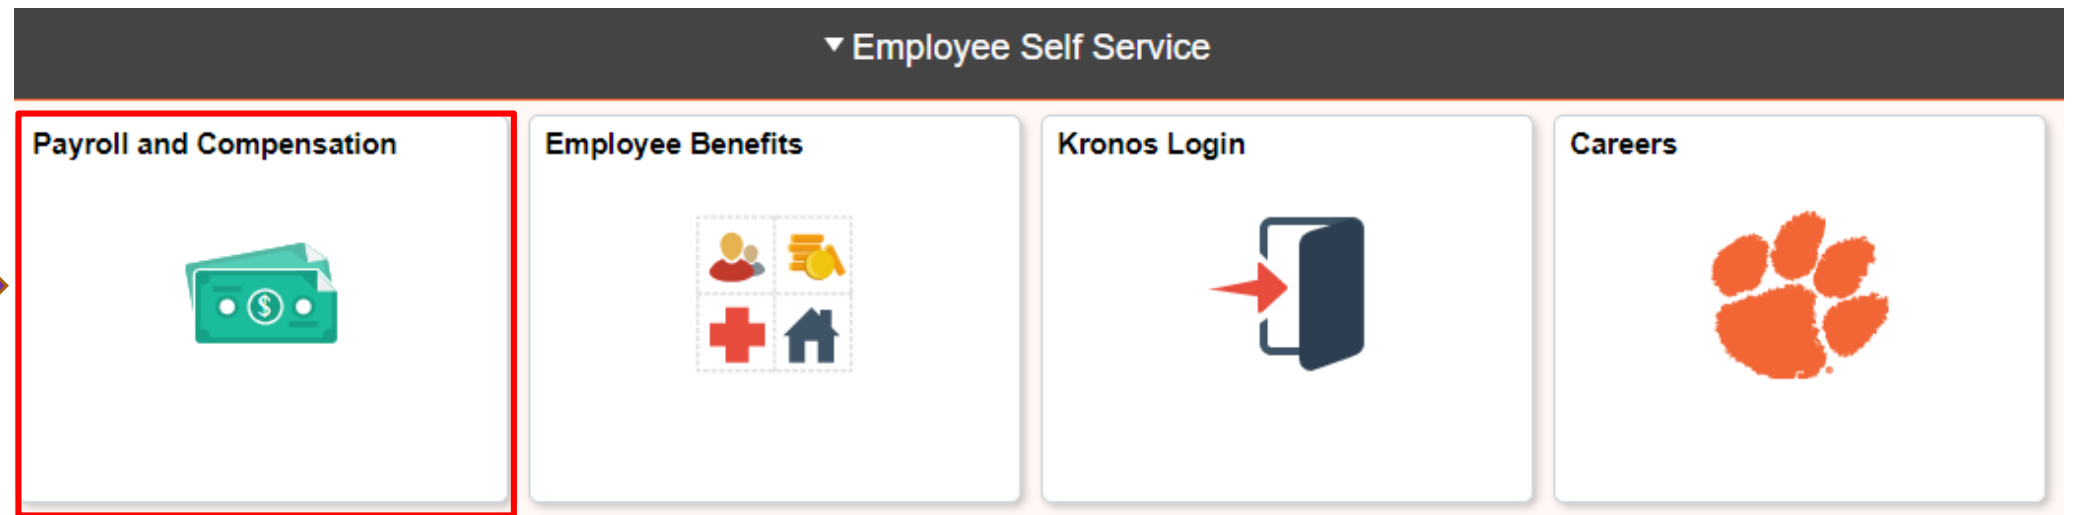 Employee Self Service
Payroll and Compensation
Employee Benefits
Kronos Login
Careers
$